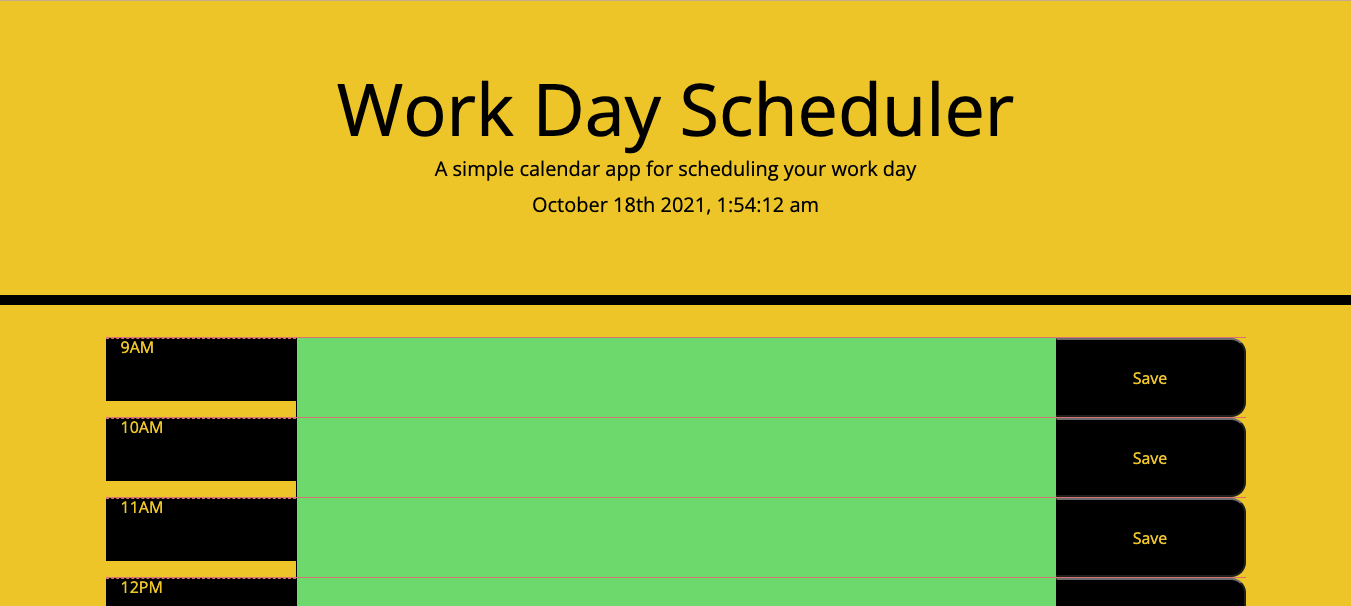 Work Day Scheduler
A simple calendar app for scheduling your work day
October 18th 2021, 1:54:12 am
9AM
Save
10AM
Save
11AM
Save
12PM